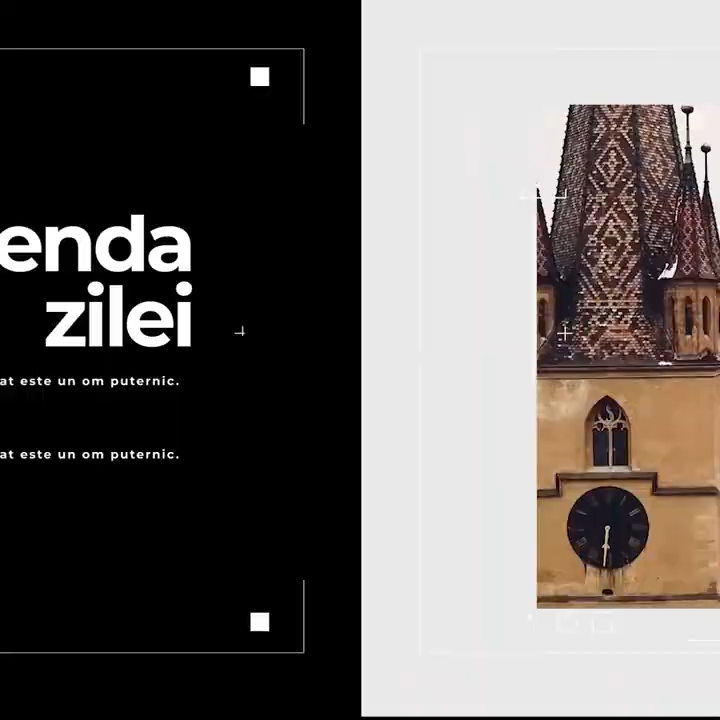 enda
zilei
at este un om puternic.
at este un om puternic.